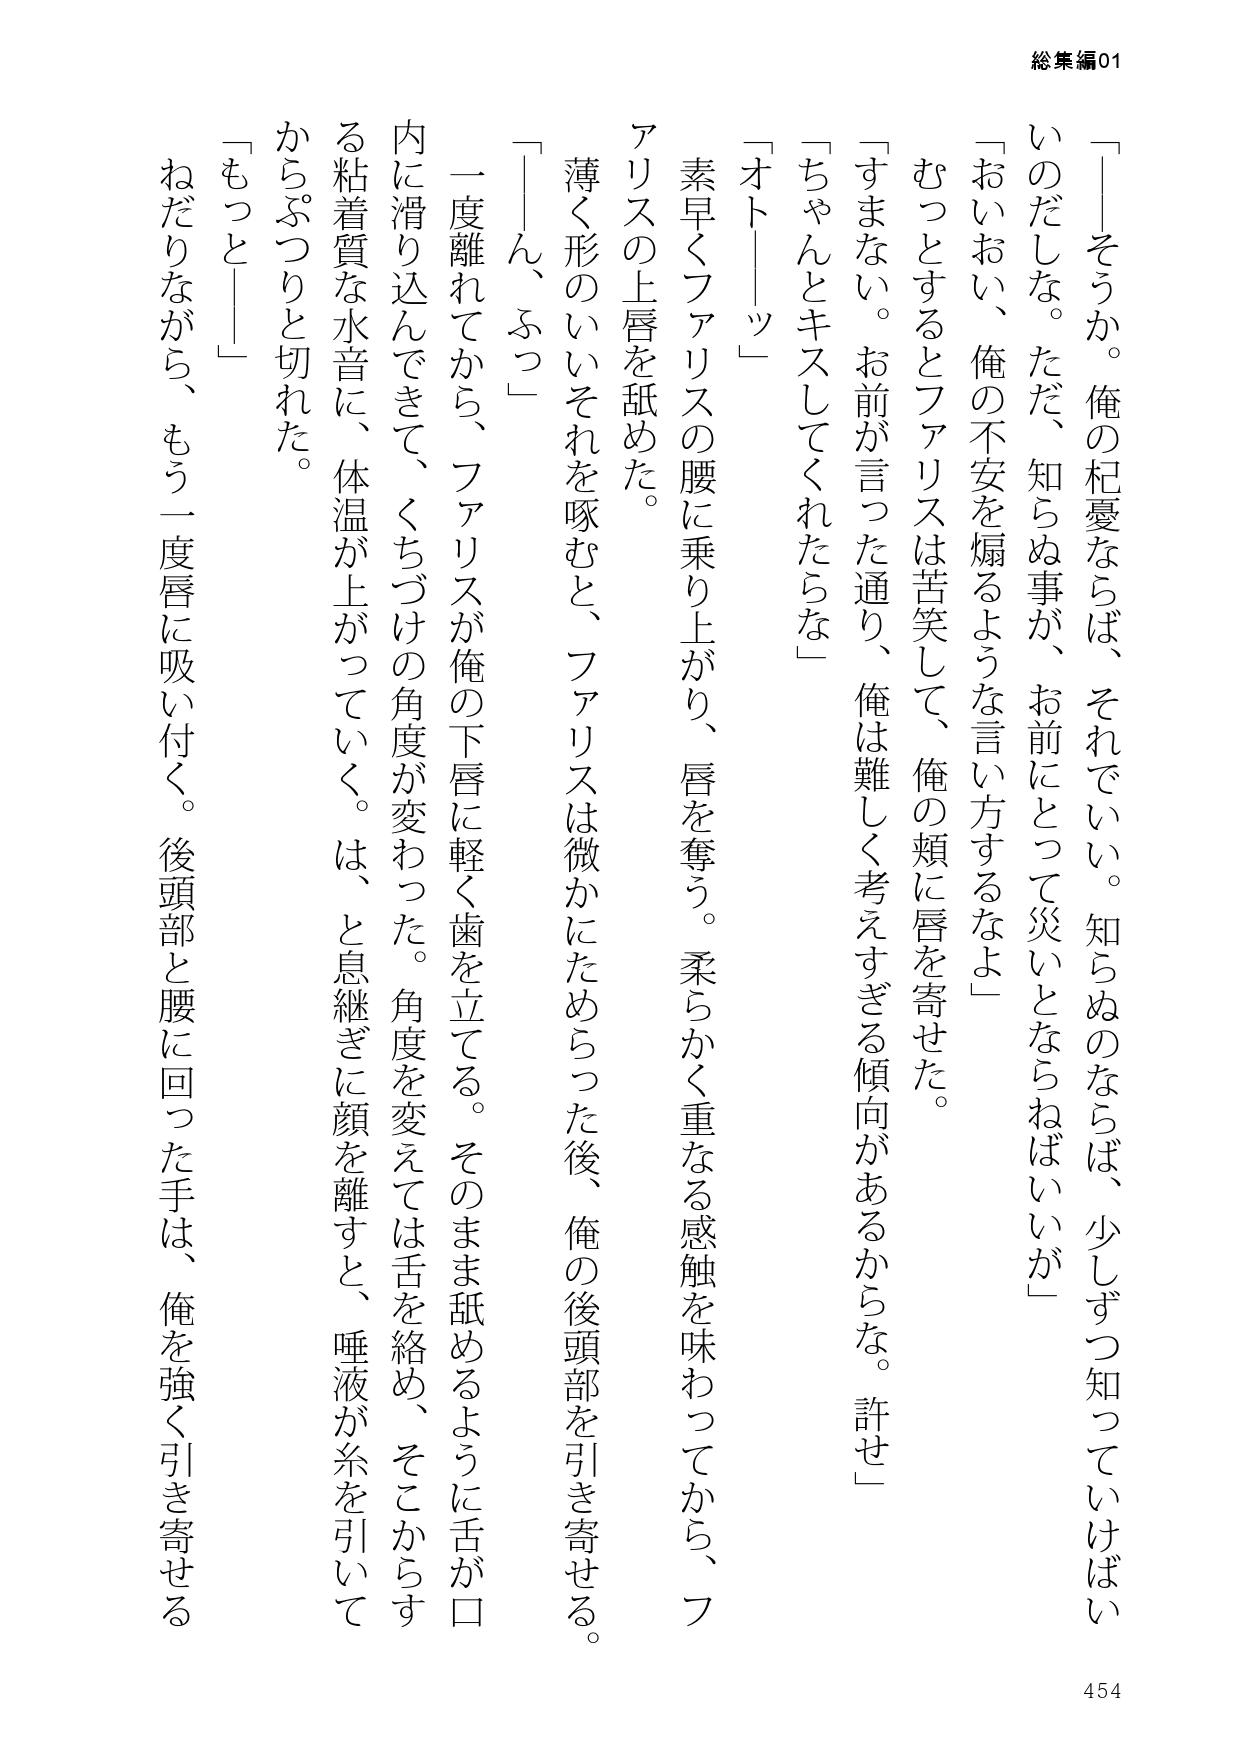 総集編01
「――そうか。俺の杞憂ならば、それでいい。知らぬのならば、少しずつ知っていけばい
いのだしな。ただ、知らぬ事が、お前にとって災いとならねばいいが」
「おいおい、俺の不安を煽るような言い方するなよ」
　むっとするとファリスは苦笑して、俺の頬に唇を寄せた。
「すまない。お前が言った通り、俺は難しく考えすぎる傾向があるからな。許せ」
「ちゃんとキスしてくれたらな」
「オト――ッ」
　素早くファリスの腰に乗り上がり、唇を奪う。柔らかく重なる感触を味わってから、フ
ァリスの上唇を舐めた。
　薄く形のいいそれを啄むと、ファリスは微かにためらった後、俺の後頭部を引き寄せる。
「――ん、ふっ」
　一度離れてから、ファリスが俺の下唇に軽く歯を立てる。そのまま舐めるように舌が口
内に滑り込んできて、くちづけの角度が変わった。角度を変えては舌を絡め、そこからす
る粘着質な水音に、体温が上がっていく。は、と息継ぎに顔を離すと、唾液が糸を引いて
からぷつりと切れた。
「もっと――」
　ねだりながら、もう一度唇に吸い付く。後頭部と腰に回った手は、俺を強く引き寄せる
454